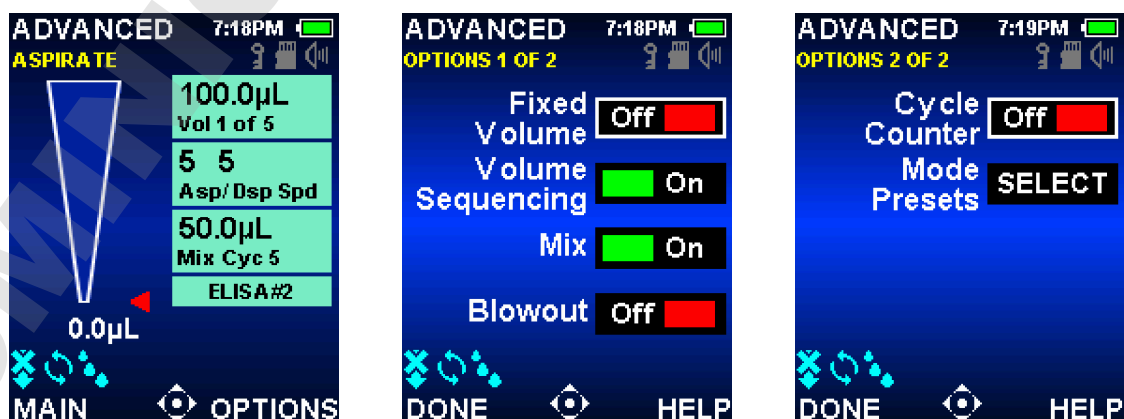 ADVANCED 7:18PM
ASPIRATE
100.0µL
Vol 1 of 5
5 5
Asp/Dsp Spd
50.0µL
Mix Cyc 5
ELISA#2
0.0µL
MAIN OPTIONS
ADVANCED 7:18PM
OPTIONS 1 OF 2
Fixed
Volume
Off
Volume
Sequencing
On
Mix On
Blowout Off
DONE HELP
ADVANCED 7:19PM
OPTIONS 2 OF 2
Cycle
Counter
Off
Mode
Presets
SELECT
DONE HELP